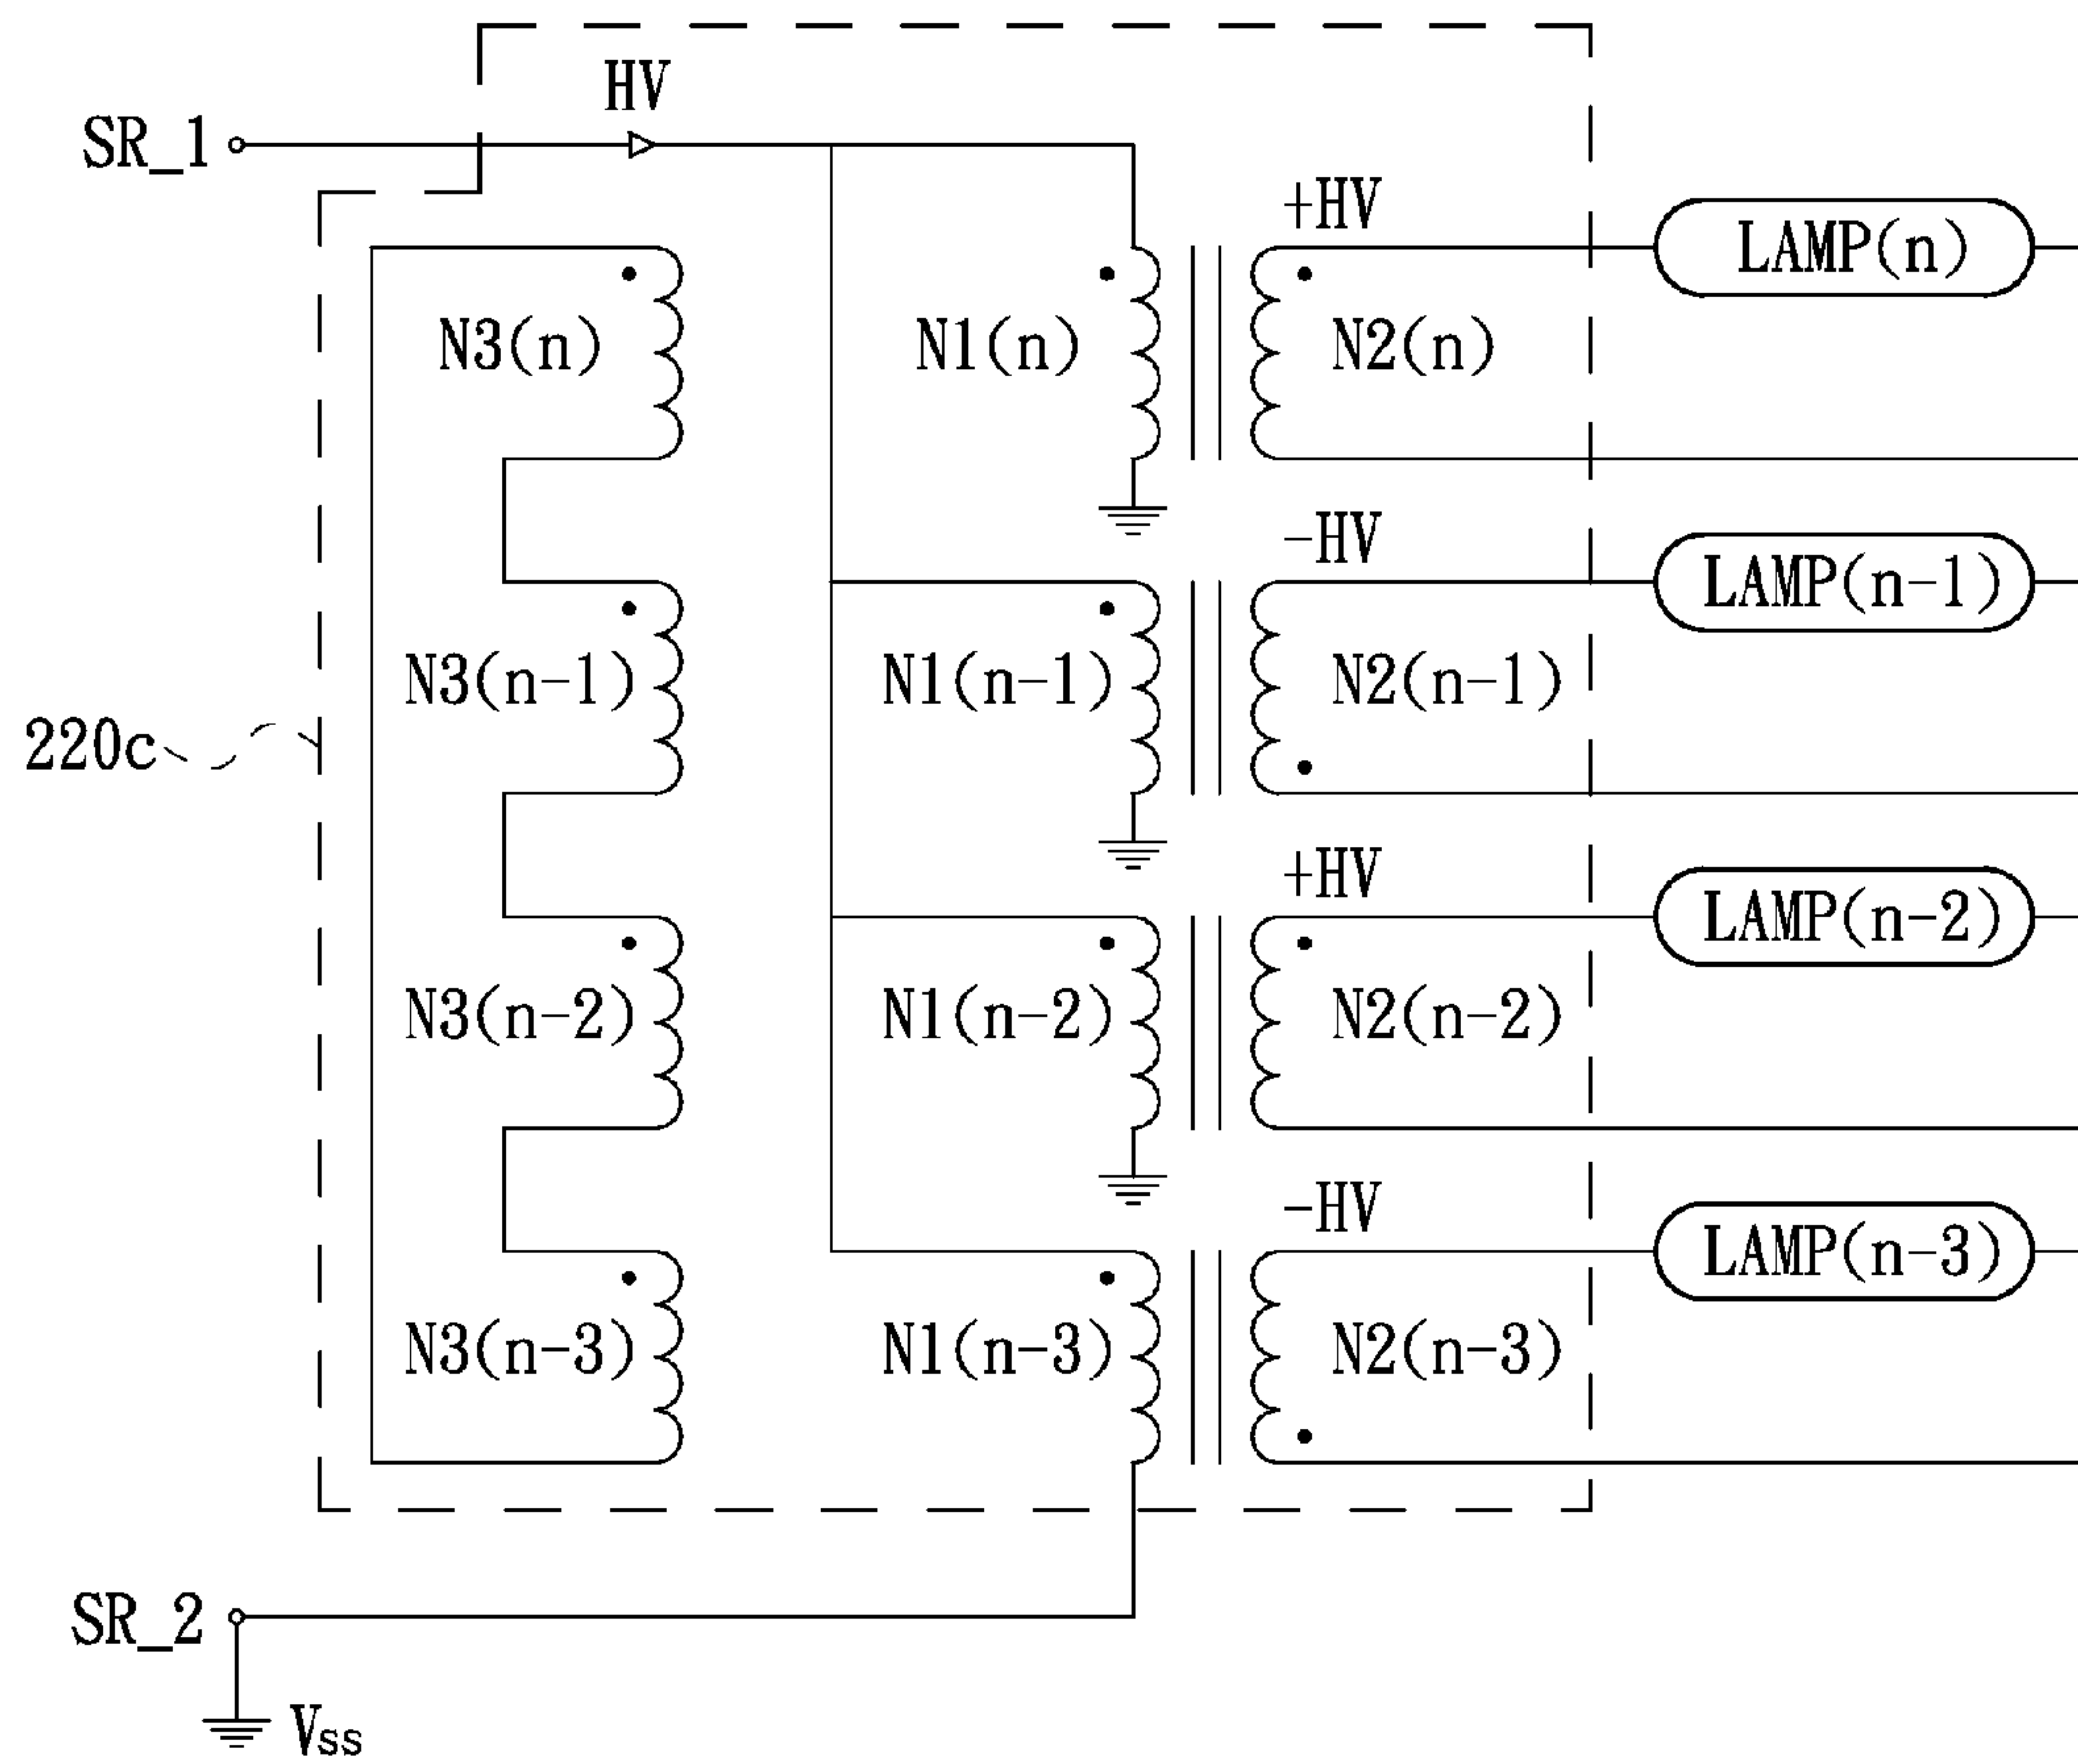 HV
SR_1
+HV
LAMP(n)
N3(n)
N1(n)
N2(n)
-HV
LAMP(n-1)
N3(n-1)
N1(n-1)
N2(n-1)
220c
+HV
LAMP(n-2)
N3(n-2)
N1(n-2)
N2(n-2)
-HV
LAMP(n-3)
N3(n-3)
N1(n-3)
N2(n-3)
SR_2
Vss